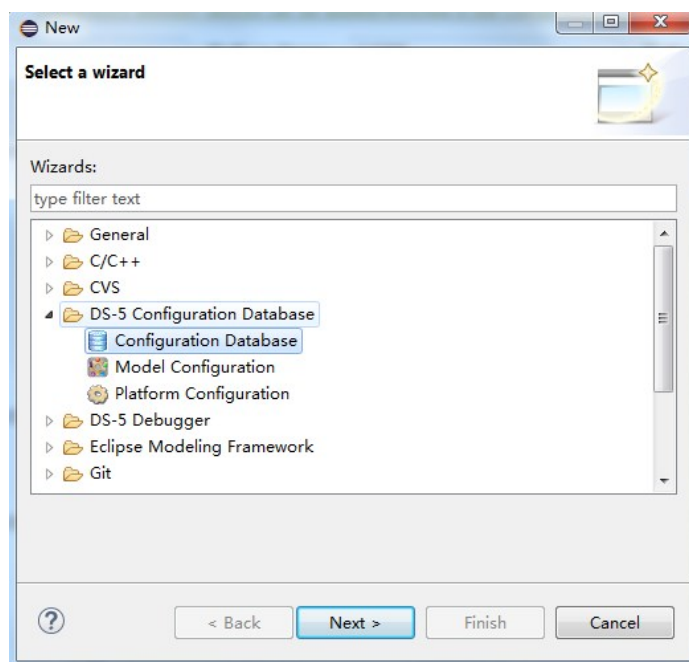 New
Select a wizard
Wizards:
type filter text
General
C/C++
CVS
DS-5 Configuration Database
Configuration Database
Model Configuration
Platform Configuration
DS-5 Debugger
Eclipse Modeling Framework
Git
< Back Next > Finish Cancel